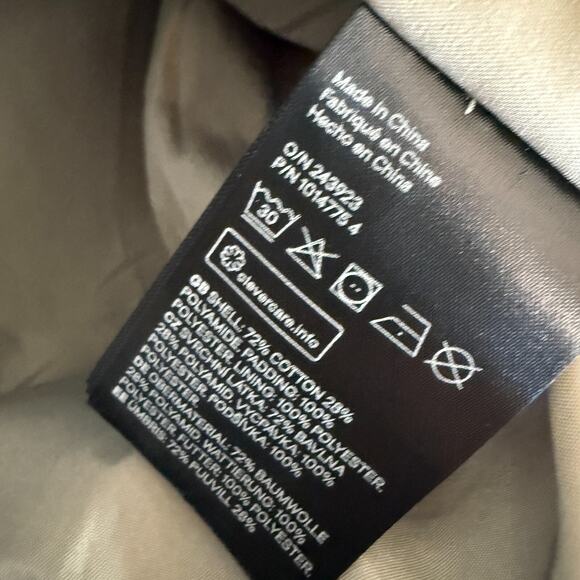 Made in China
Fabriqué en Chine
Hecho en China
O/N 243923
P/N 1014775 4
30
clevercare.info
GB SHELL: 72% COTTON 28%
POLYAMIDE PADDING: 100%
POLYESTER. LINING: 100% POLYESTER.
CZ SVRCHNÍ LÁTKA: 72% BAVLNA
28% POLYAMID, VYCPÁVKA: 100%
POLYESTER, PODŠÍVKA: 100%
POLYESTER.
DE OBERMATERIAL: 72% BAUMWOLLE
28% POLYAMID, WATTIERUNG: 100%
POLYESTER, FUTTER: 100% POLYESTER.
ÜMBRIS: 72% PUUVILL 28%